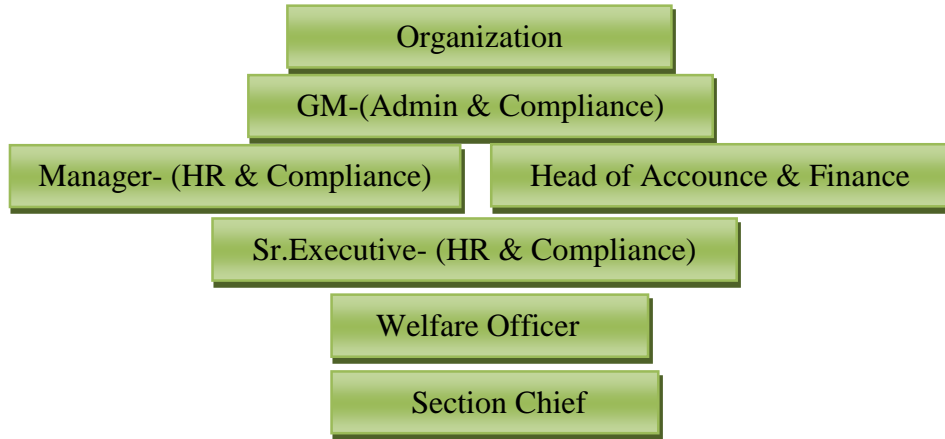 Organization
GM-(Admin & Compliance)
Manager- (HR & Compliance)
Head of Accounce & Finance
Sr.Executive- (HR & Compliance)
Welfare Officer
Section Chief